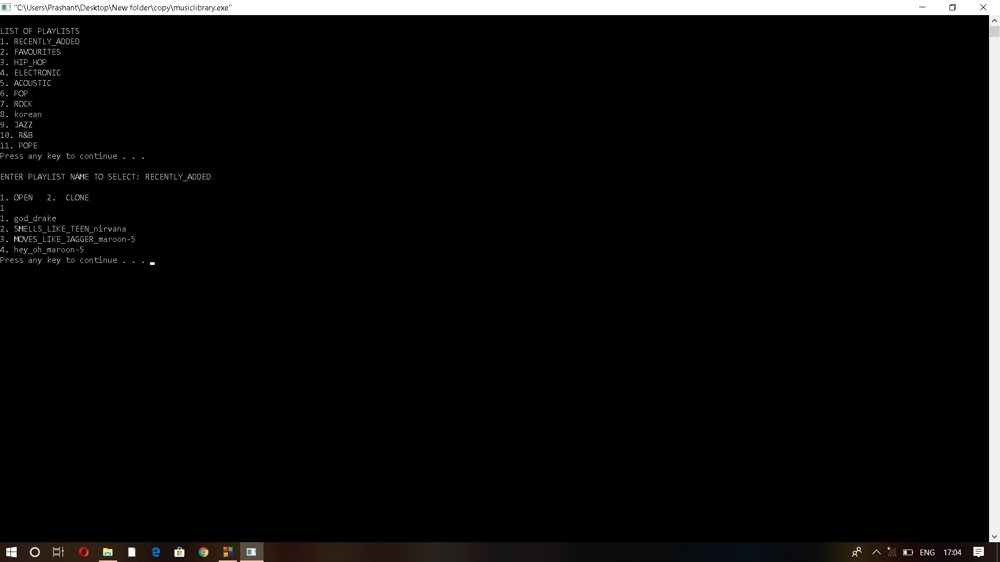 "C:\Users\Prashant\Desktop\New folder\copy\musiclibrary.exe"
LIST OF PLAYLISTS
1. RECENTLY_ADDED
2. FAVOURITES
3. HIP_HOP
4. ELECTRONIC
5. ACOUSTIC
6. POP
7. ROCK
8. korean
9. JAZZ
10. R&B
11. POPE
Press any key to continue . . .
ENTER PLAYLIST NAME TO SELECT: RECENTLY_ADDED
1. OPEN   2.  CLONE
1
1. god_drake
2. SMELLS_LIKE_TEEN_nirvana
3. MOVES_LIKE_JAGGER_maroon-5
4. hey_oh_maroon-5
Press any key to continue . . .
ENG 17:04